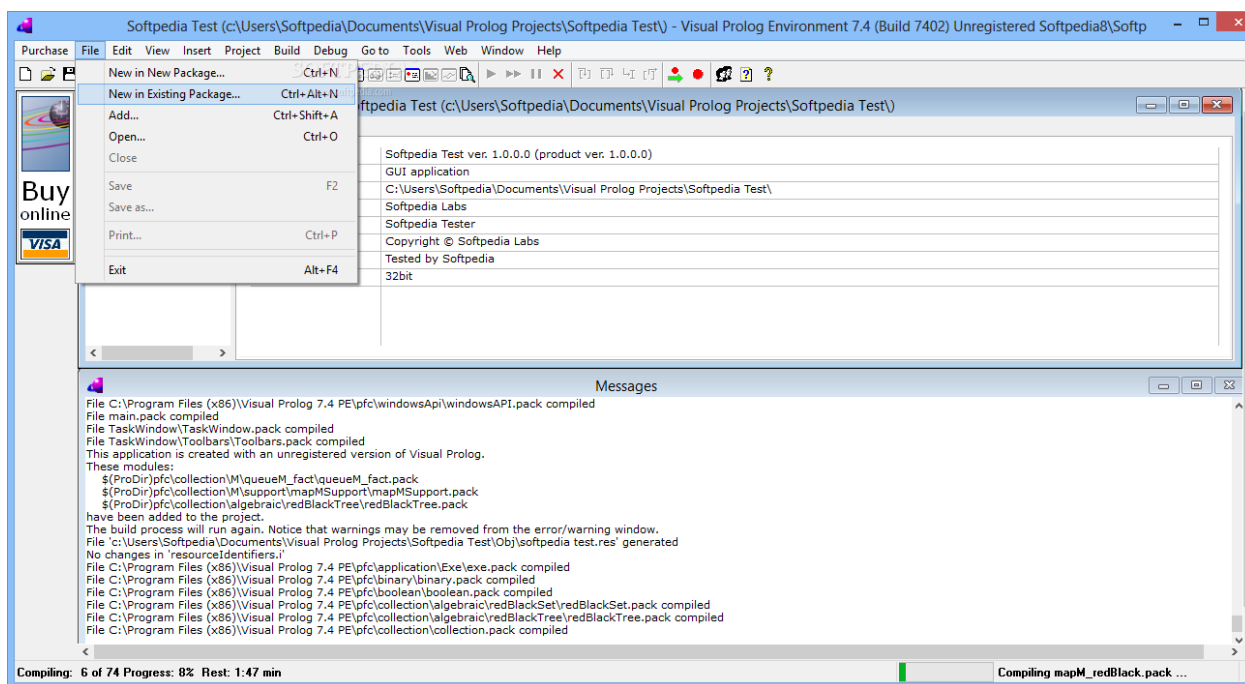 Softpedia Test (c:\Users\Softpedia\Documents\Visual Prolog Projects\Softpedia Test\) - Visual Prolog Environment 7.4 (Build 7402) Unregistered Softpedia8\Softp
Purchase File Edit View Insert Project Build Debug Go to Tools Web Window Help
New in New Package... Ctrl+N
New in Existing Package... Ctrl+Alt+N
Add... Ctrl+Shift+A
Open... Ctrl+O
Close
Save F2
Save as...
Print... Ctrl+P
Exit Alt+F4
Buy
online
VISA
ftpedia Test (c:\Users\Softpedia\Documents\Visual Prolog Projects\Softpedia Test\)
Softpedia Test ver. 1.0.0.0 (product ver. 1.0.0.0)
GUI application
C:\Users\Softpedia\Documents\Visual Prolog Projects\Softpedia Test\
Softpedia Labs
Softpedia Tester
Copyright © Softpedia Labs
Tested by Softpedia
32bit
Messages
File C:\Program Files (x86)\Visual Prolog 7.4 PE\pfc\windowsApi\windowsAPI.pack compiled
File main.pack compiled
File TaskWindow\TaskWindow.pack compiled
File TaskWindow\Toolbars\Toolbars.pack compiled
This application is created with an unregistered version of Visual Prolog.
These modules:
$(ProDir)pfc\collection\M\queueM_fact\queueM_fact.pack
$(ProDir)pfc\collection\M\support\mapMSupport\mapMSupport.pack
$(ProDir)pfc\collection\algebraic\redBlackTree\redBlackTree.pack
have been added to the project.
The build process will run again. Notice that warnings may be removed from the error/warning window.
File 'c:\Users\Softpedia\Documents\Visual Prolog Projects\Softpedia Test\Obj\softpedia test.res' generated
No changes in 'resourceIdentifiers.i'
File C:\Program Files (x86)\Visual Prolog 7.4 PE\pfc\application\Exe\exe.pack compiled
File C:\Program Files (x86)\Visual Prolog 7.4 PE\pfc\binary\binary.pack compiled
File C:\Program Files (x86)\Visual Prolog 7.4 PE\pfc\boolean\boolean.pack compiled
File C:\Program Files (x86)\Visual Prolog 7.4 PE\pfc\collection\algebraic\redBlackSet\redBlackSet.pack compiled
File C:\Program Files (x86)\Visual Prolog 7.4 PE\pfc\collection\algebraic\redBlackTree\redBlackTree.pack compiled
File C:\Program Files (x86)\Visual Prolog 7.4 PE\pfc\collection\collection.pack compiled
Compiling: 6 of 74 Progress: 8% Rest: 1:47 min Compiling mapM_redBlack.pack ...